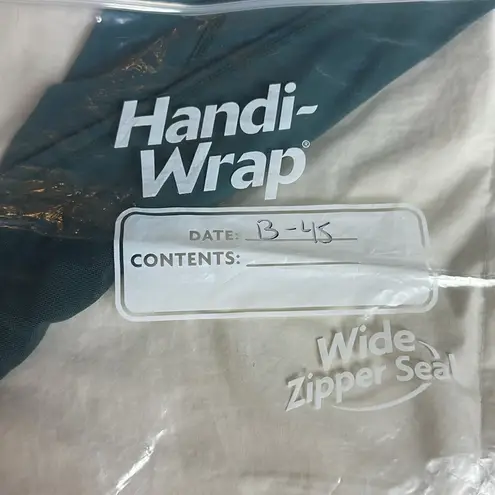 Handi-
Wrap®
DATE: B-45
CONTENTS:
Wide
Zipper Seal